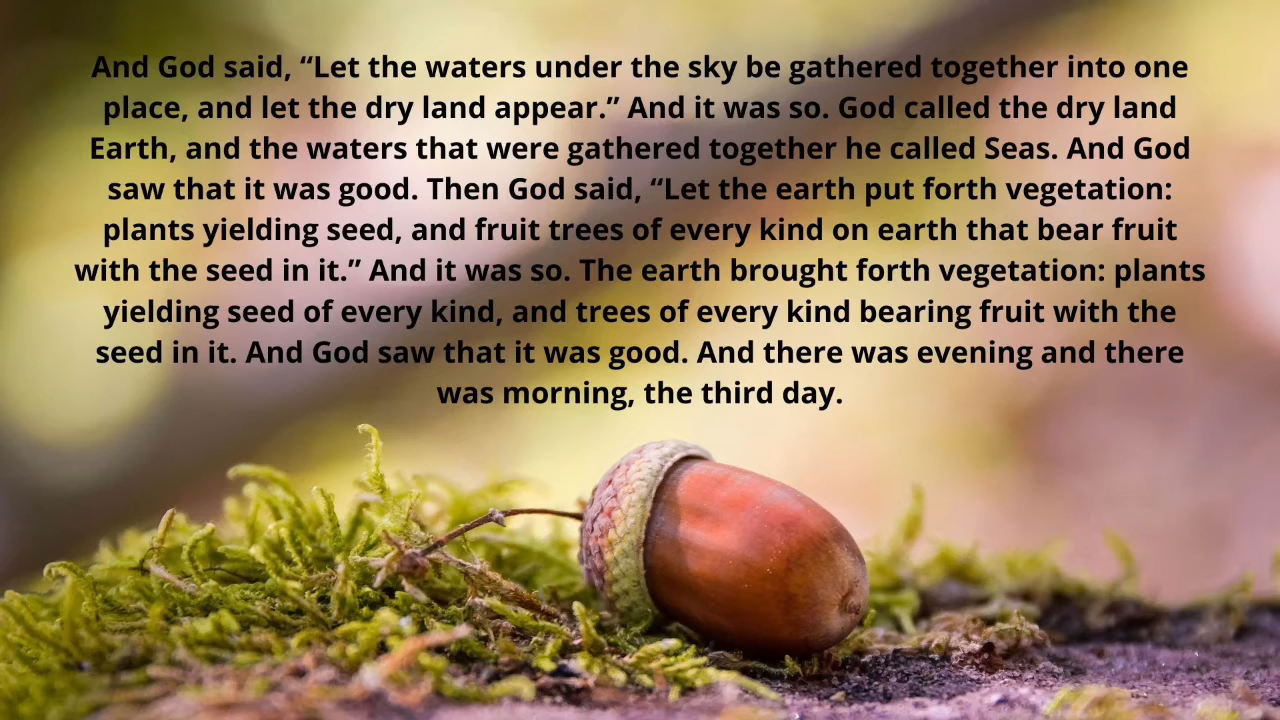 And God said, “Let the waters under the sky be gathered together into one
place, and let the dry land appear.” And it was so. God called the dry land
Earth, and the waters that were gathered together he called Seas. And God
saw that it was good. Then God said, “Let the earth put forth vegetation:
plants yielding seed, and fruit trees of every kind on earth that bear fruit
with the seed in it.” And it was so. The earth brought forth vegetation: plants
yielding seed of every kind, and trees of every kind bearing fruit with the
seed in it. And God saw that it was good. And there was evening and there
was morning, the third day.